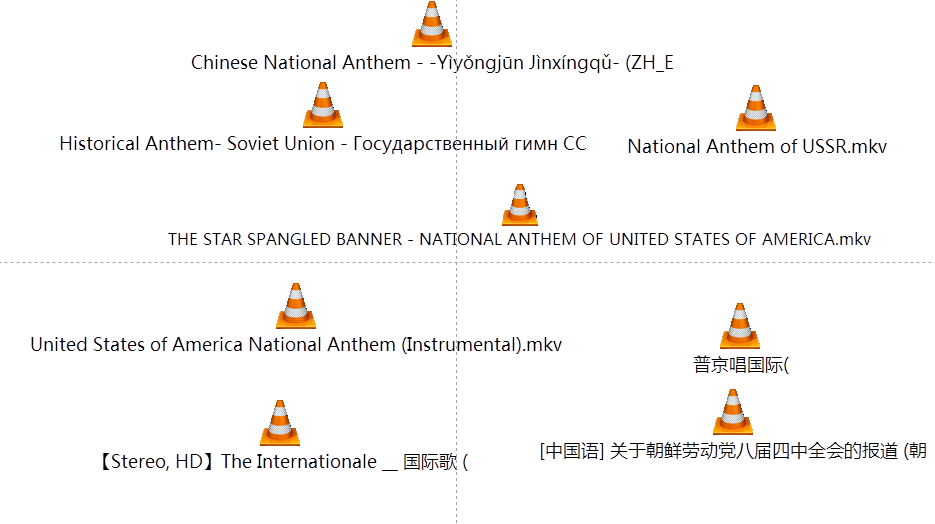 Chinese National Anthem - -Yìyǒngjūn Jìnxíngqǔ- (ZH_E
Historical Anthem- Soviet Union - Государственный гимн СС
National Anthem of USSR.mkv
THE STAR SPANGLED BANNER - NATIONAL ANTHEM OF UNITED STATES OF AMERICA.mkv
United States of America National Anthem (Instrumental).mkv
普京唱国际(
【Stereo, HD】The Internationale __ 国际歌 (
[中国语] 关于朝鲜劳动党八届四中全会的报道 (朝